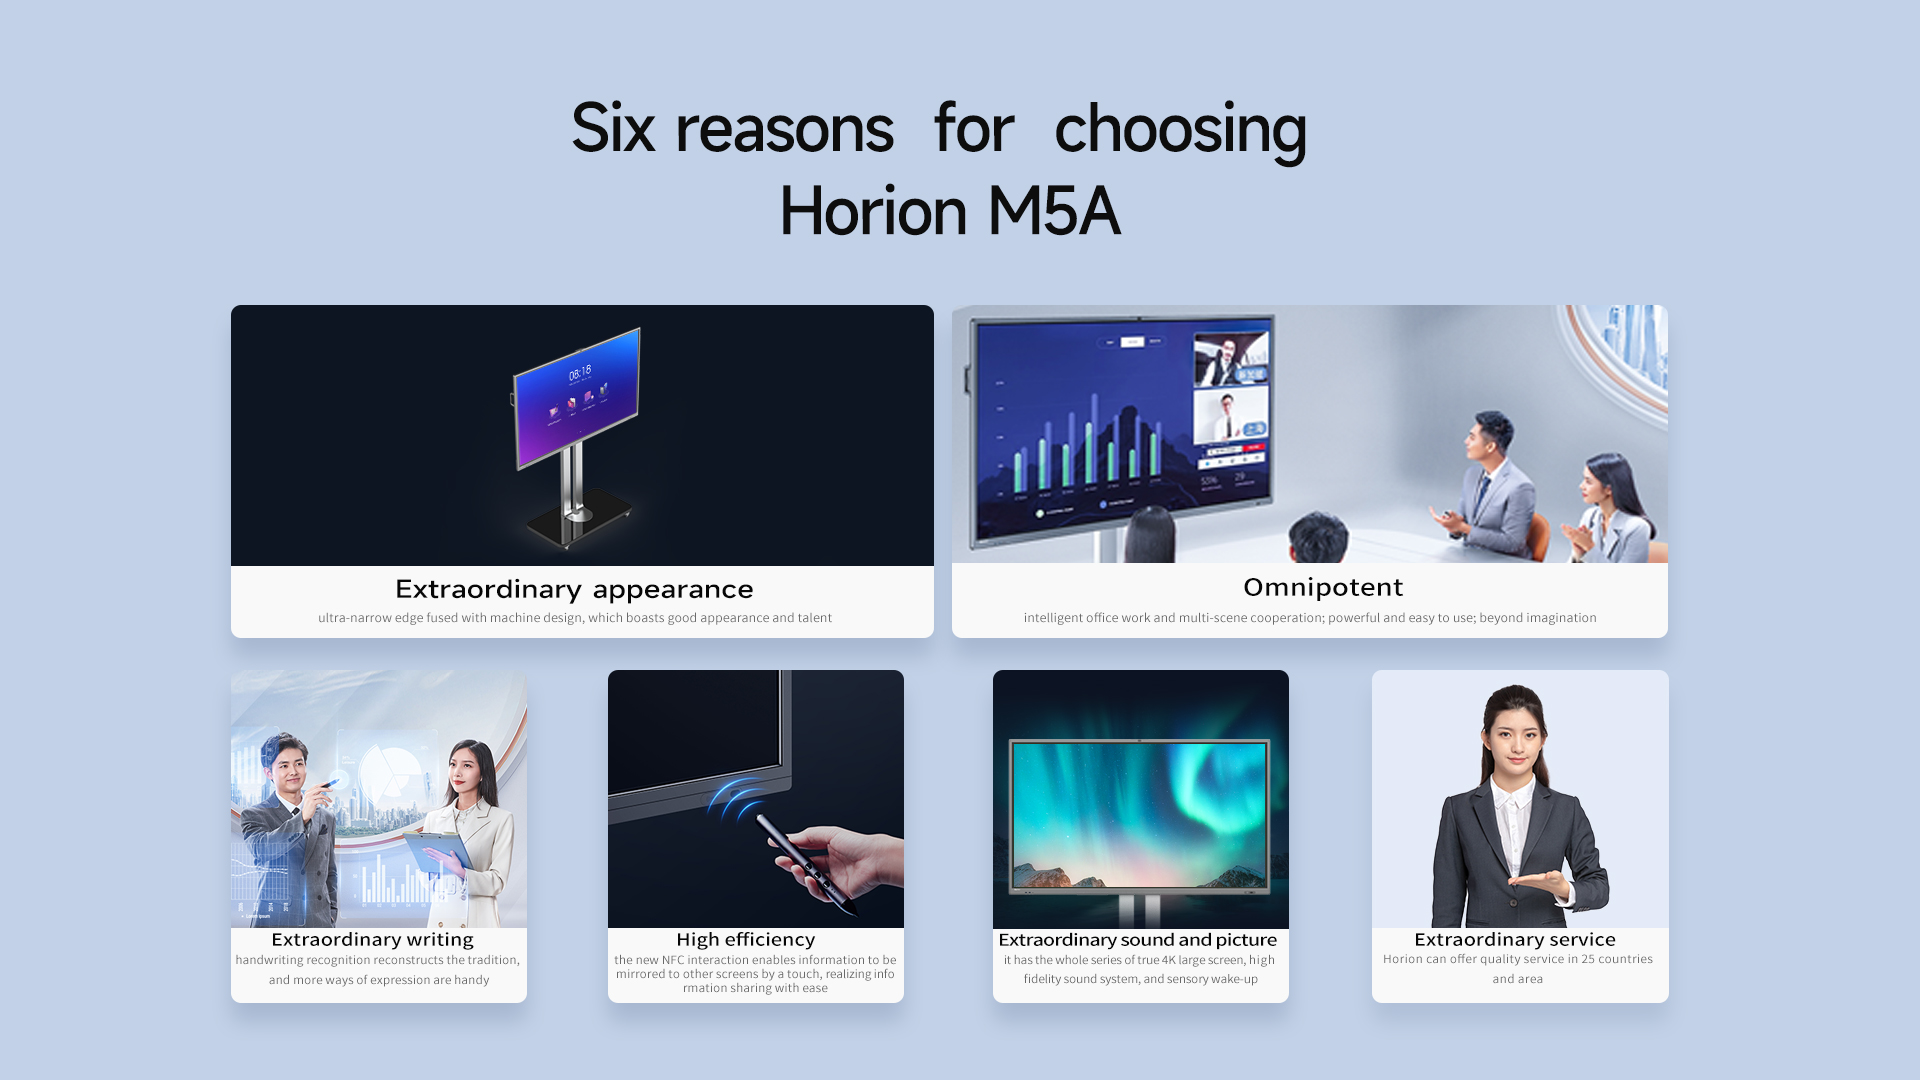 Six reasons for choosing
Horion M5A
08:18
Extraordinary appearance
ultra-narrow edge fused with machine design, which boasts good appearance and talent
Omnipotent
intelligent office work and multi-scene cooperation; powerful and easy to use; beyond imagination
Extraordinary writing
handwriting recognition reconstructs the tradition,
and more ways of expression are handy
High efficiency
the new NFC interaction enables information to be
mirrored to other screens by a touch, realizing info
rmation sharing with ease
Extraordinary sound and picture
it has the whole series of true 4K large screen, high
fidelity sound system, and sensory wake-up
Extraordinary service
Horion can offer quality service in 25 countries
and area